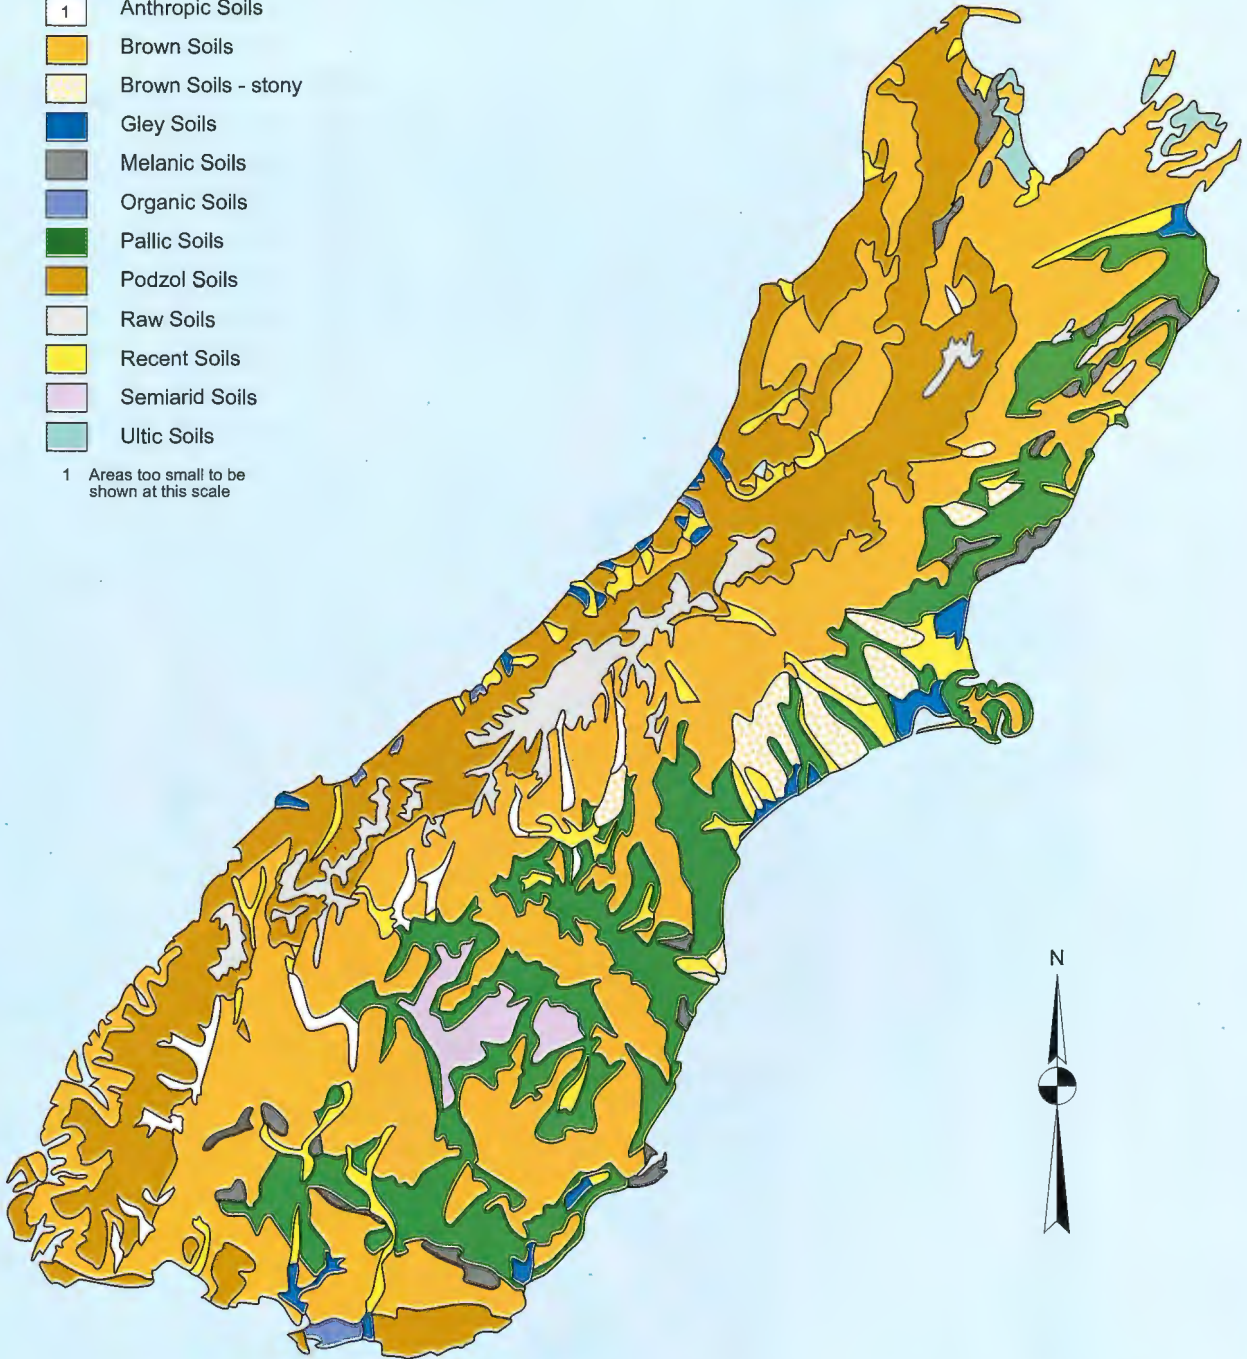 1 Anthropic Soils
Brown Soils
Brown Soils - stony
Gley Soils
Melanic Soils
Organic Soils
Pallic Soils
Podzol Soils
Raw Soils
Recent Soils
Semiarid Soils
Ultic Soils
1 Areas too small to be
shown at this scale
N